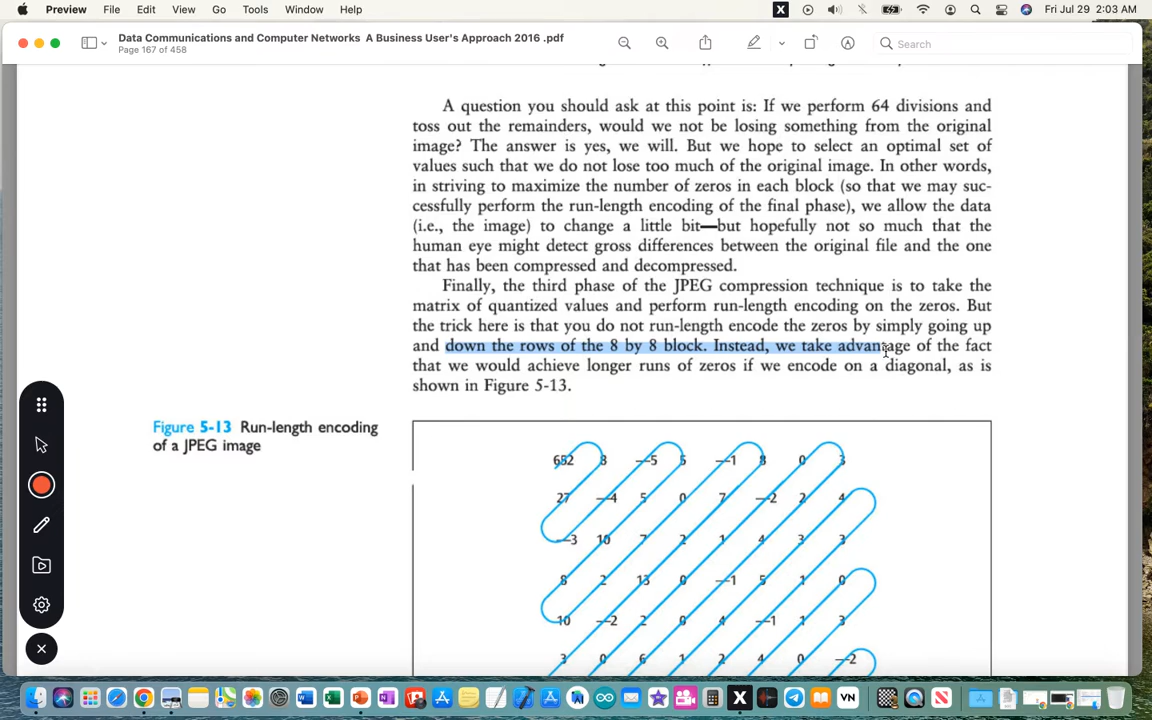 Preview File Edit View Go Tools Window Help Fri Jul 29 2:03 AM
Data Communications and Computer Networks A Business User's Approach 2016 .pdf
Page 167 of 458
Search
A question you should ask at this point is: If we perform 64 divisions and
toss out the remainders, would we not be losing something from the original
image? The answer is yes, we will. But we hope to select an optimal set of
values such that we do not lose too much of the original image. In other words,
in striving to maximize the number of zeros in each block (so that we may suc-
cessfully perform the run-length encoding of the final phase), we allow the data
(i.e., the image) to change a little bit—but hopefully not so much that the
human eye might detect gross differences between the original file and the one
that has been compressed and decompressed.
Finally, the third phase of the JPEG compression technique is to take the
matrix of quantized values and perform run-length encoding on the zeros. But
the trick here is that you do not run-length encode the zeros by simply going up
and down the rows of the 8 by 8 block. Instead, we take advantage of the fact
that we would achieve longer runs of zeros if we encode on a diagonal, as is
shown in Figure 5-13.
Figure 5-13 Run-length encoding
of a JPEG image
652 8 —5 5 —1 8 0 3
27 —4 5 0 7 —2 2 4
—3 10 7 2 1 4 3 3
8 2 13 0 —1 5 1 0
10 —2 2 0 4 —1 1 3
3 0 6 1 2 4 0 —2
VN